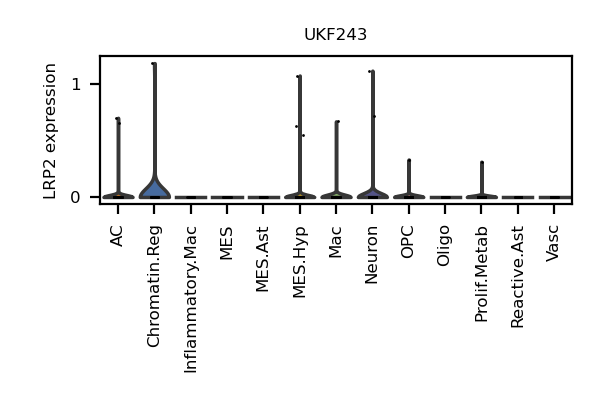 UKF243
LRP2 expression
1
0
AC
Chromatin.Reg
Inflammatory.Mac
MES
MES.Ast
MES.Hyp
Mac
Neuron
OPC
Oligo
Prolif.Metab
Reactive.Ast
Vasc